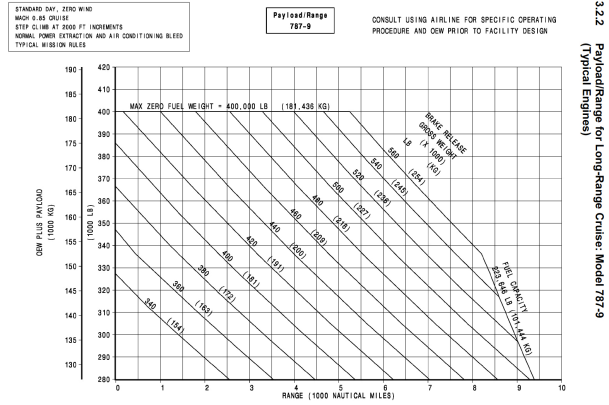 3.2.2 Payload/Range for Long-Range Cruise: Model 787-9
(Typical Engines)
STANDARD DAY, ZERO WIND
MACH 0.85 CRUISE
STEP CLIMB AT 2000 FT INCREMENTS
NORMAL POWER EXTRACTION AND AIR CONDITIONING BLEED
TYPICAL MISSION RULES
Payload/Range
787-9
CONSULT USING AIRLINE FOR SPECIFIC OPERATING
PROCEDURE AND OEW PRIOR TO FACILITY DESIGN
OEW PLUS PAYLOAD
(1000 KG)
190
185
180
175
170
165
160
155
150
145
140
135
130
(1000 LB)
420
410
400
390
380
370
360
350
340
330
320
310
300
290
280
MAX ZERO FUEL WEIGHT = 400,000 LB (181,436 KG)
BRAKE RELEASE
GROSS WEIGHT
LB (X 1000) (KG)
560 (254)
540 (245)
520 (236)
500 (227)
480 (218)
460 (209)
440 (200)
420 (191)
400 (181)
380 (172)
360 (163)
340 (154)
FUEL CAPACITY
223,646 LB (101,444 KG)
0 1 2 3 4 5 6 7 8 9 10
RANGE (1000 NAUTICAL MILES)